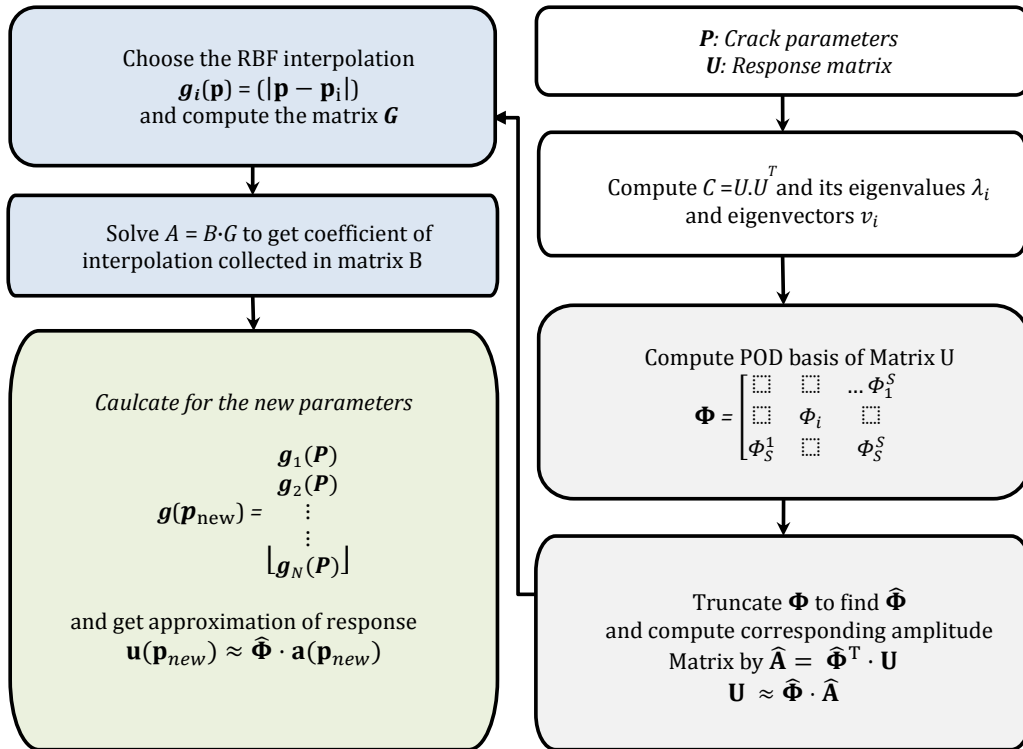 Choose the RBF interpolation
g_i(p) = (|p − p_i|)
and compute the matrix G
Solve A = B·G to get coefficient of
interpolation collected in matrix B
Caulcate for the new parameters
g_1(P)
g_2(P)
g(p_new) = ⋮
⋮
⌊g_N(P)⌋
and get approximation of response
u(p_new) ≈ Φ̂ · a(p_new)
P: Crack parameters
U: Response matrix
Compute C =U.U^T and its eigenvalues λ_i
and eigenvectors v_i
Compute POD basis of Matrix U
⬚ ⬚ … Φ_1^S
Φ = [⬚ Φ_i ⬚
Φ_S^1 ⬚ Φ_S^S
Truncate Φ to find Φ̂
and compute corresponding amplitude
Matrix by Â = Φ̂^T · U
U ≈ Φ̂ · Â